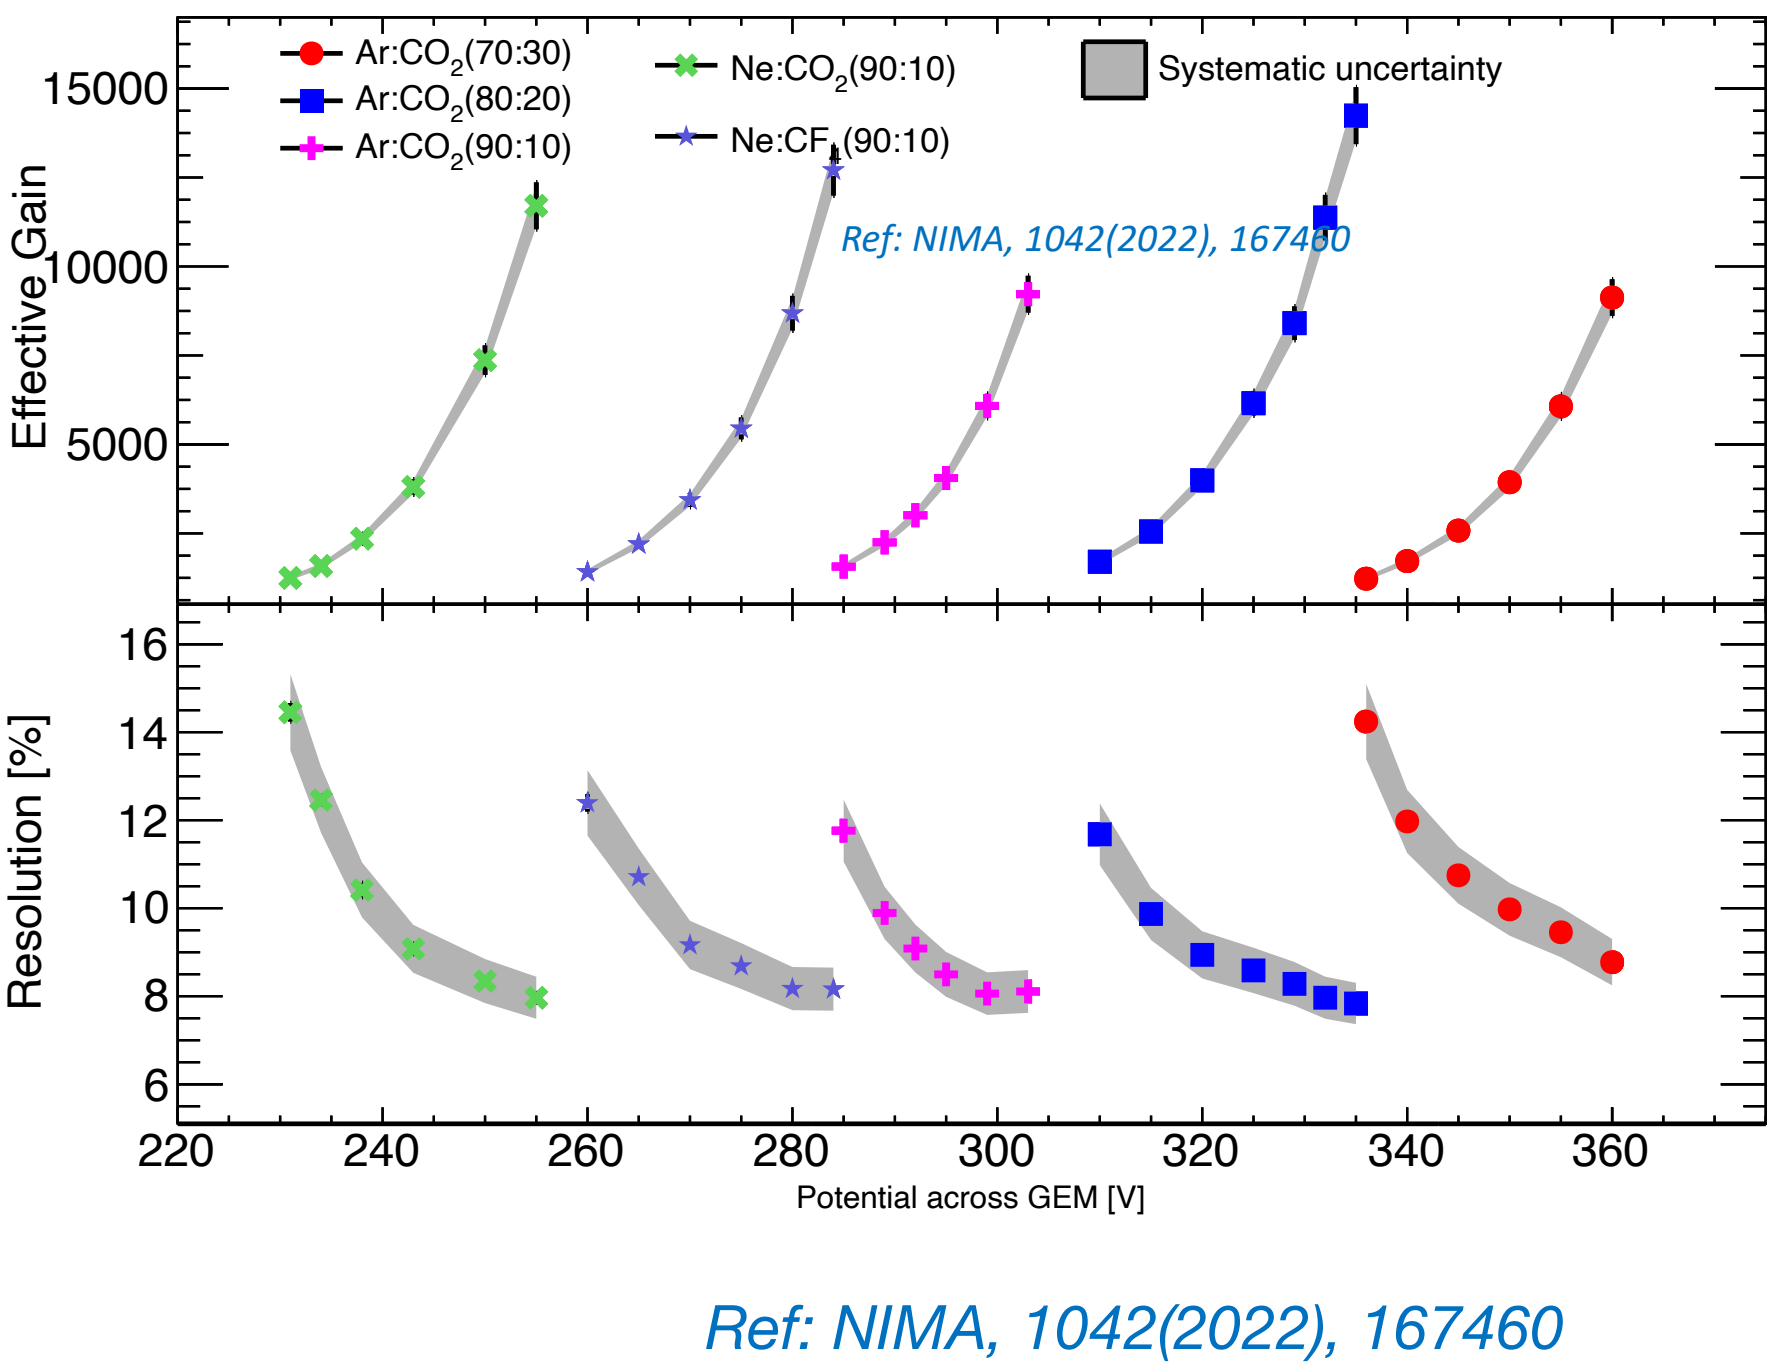 Ar:CO2(70:30)
Ar:CO2(80:20)
Ar:CO2(90:10)
Ne:CO2(90:10)
Ne:CF4(90:10)
Systematic uncertainty
Ref: NIMA, 1042(2022), 167460
Effective Gain
15000
10000
5000
Resolution [%]
16
14
12
10
8
6
220 240 260 280 300 320 340 360
Potential across GEM [V]
Ref: NIMA, 1042(2022), 167460